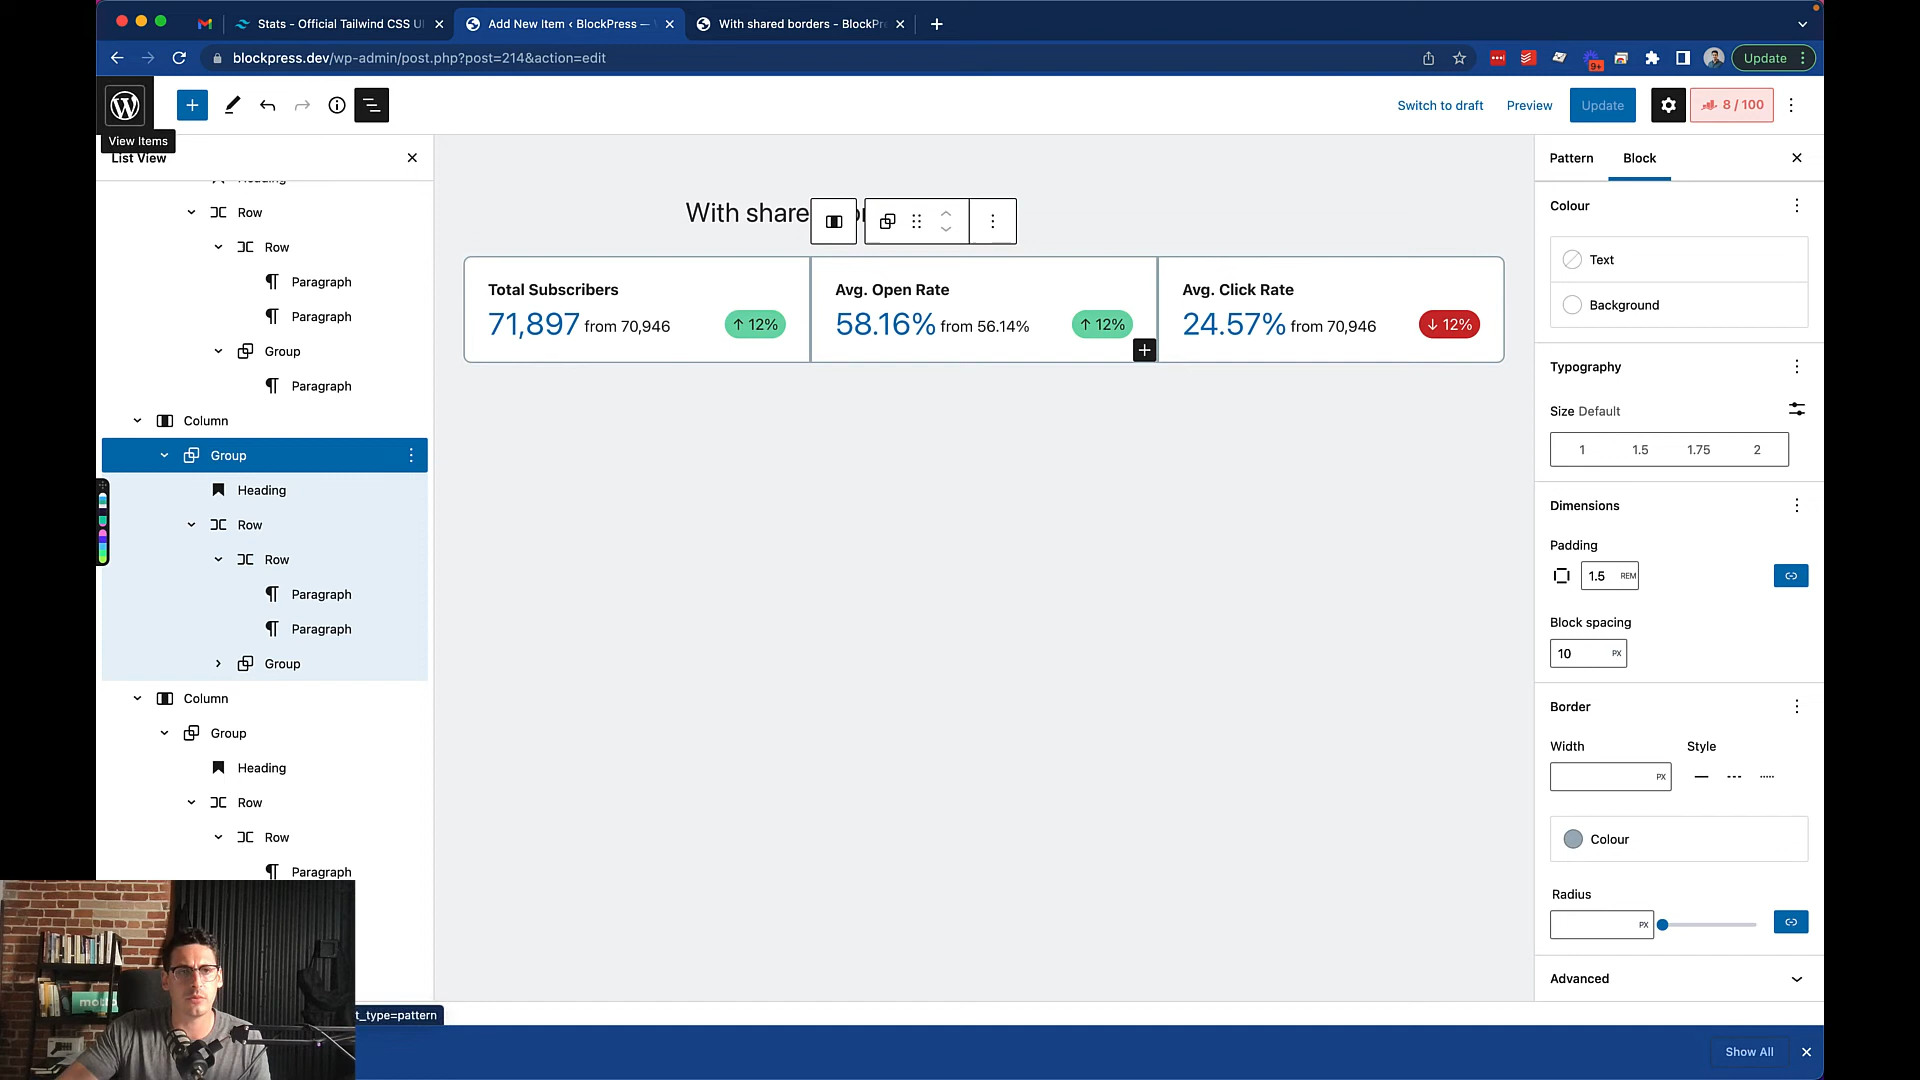 Stats - Official Tailwind CSS UI
Add New Item ‹ BlockPress —
With shared borders - BlockPr
blockpress.dev/wp-admin/post.php?post=214&action=edit
9+
Update
Switch to draft
Preview
Update
8 / 100
View Items
List View
Pattern
Block
Row
Row
Paragraph
Paragraph
Group
Paragraph
Column
Group
Heading
Row
Row
Paragraph
Paragraph
Group
Column
Group
Heading
Row
Row
Paragraph
With share
Total Subscribers
71,897 from 70,946
↑ 12%
Avg. Open Rate
58.16% from 56.14%
↑ 12%
Avg. Click Rate
24.57% from 70,946
↓ 12%
Colour
Text
Background
Typography
Size Default
1 1.5 1.75 2
Dimensions
Padding
1.5 REM
Block spacing
10 PX
Border
Width
Style
PX
Colour
Radius
PX
Advanced
t_type=pattern
Show All